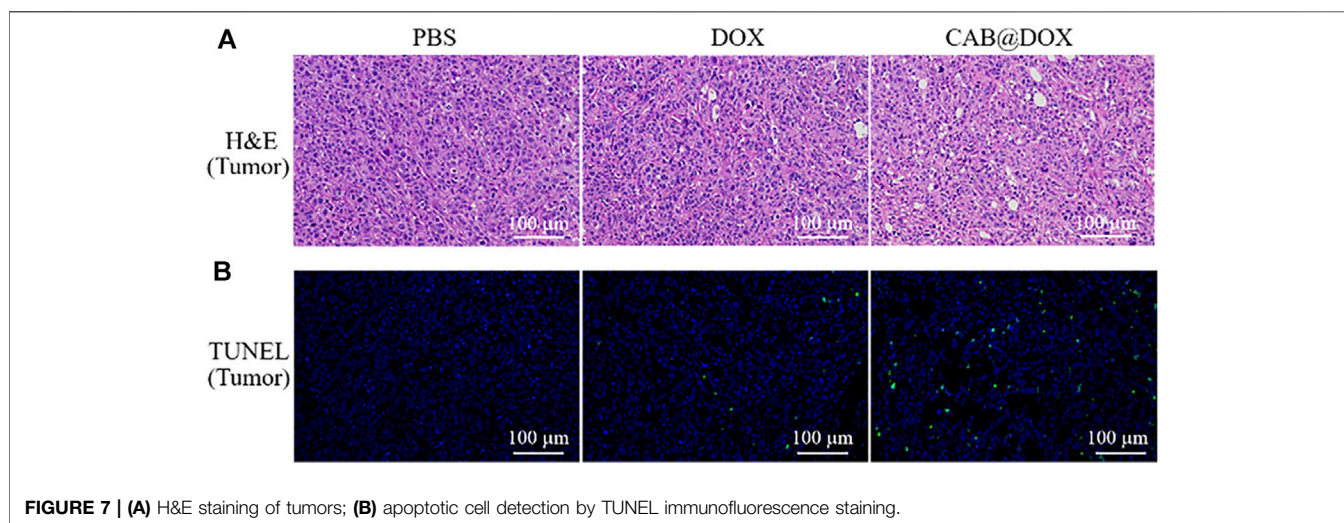 A PBS DOX CAB@DOX
H&E
(Tumor)
100 μm 100 μm 100 μm
B
TUNEL
(Tumor)
100 μm 100 μm 100 μm
FIGURE 7 | (A) H&E staining of tumors; (B) apoptotic cell detection by TUNEL immunofluorescence staining.